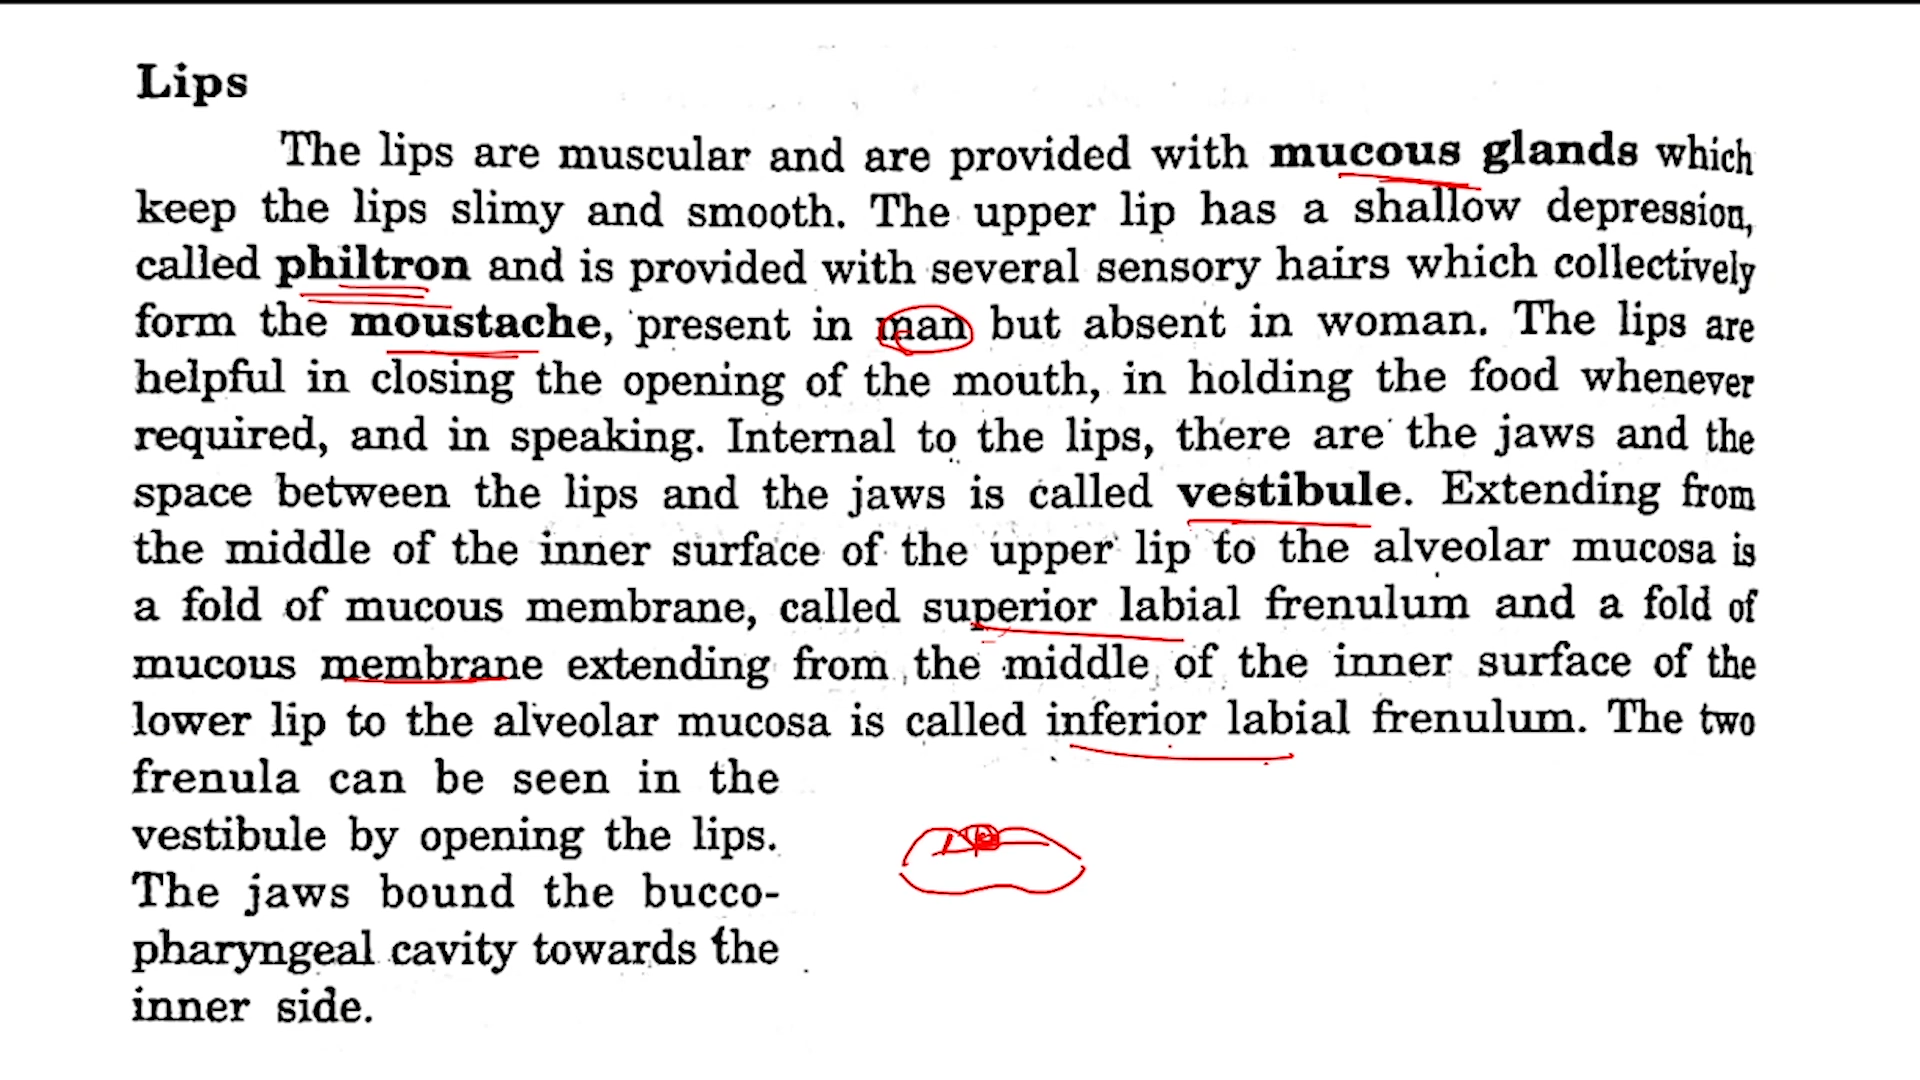 Lips
The lips are muscular and are provided with mucous glands which
keep the lips slimy and smooth. The upper lip has a shallow depression,
called philtron and is provided with several sensory hairs which collectively
form the moustache, present in man but absent in woman. The lips are
helpful in closing the opening of the mouth, in holding the food whenever
required, and in speaking. Internal to the lips, there are the jaws and the
space between the lips and the jaws is called vestibule. Extending from
the middle of the inner surface of the upper lip to the alveolar mucosa is
a fold of mucous membrane, called superior labial frenulum and a fold of
mucous membrane extending from the middle of the inner surface of the
lower lip to the alveolar mucosa is called inferior labial frenulum. The two
frenula can be seen in the
vestibule by opening the lips.
The jaws bound the bucco-
pharyngeal cavity towards the
inner side.